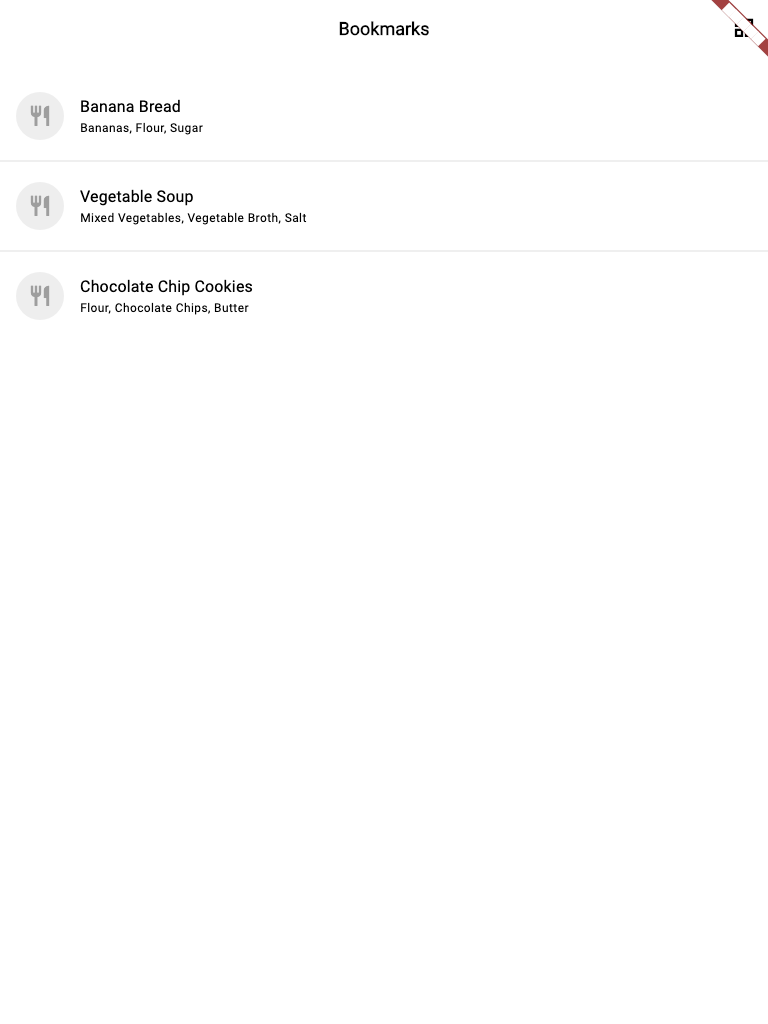 Bookmarks
Banana Bread
Bananas, Flour, Sugar
Vegetable Soup
Mixed Vegetables, Vegetable Broth, Salt
Chocolate Chip Cookies
Flour, Chocolate Chips, Butter